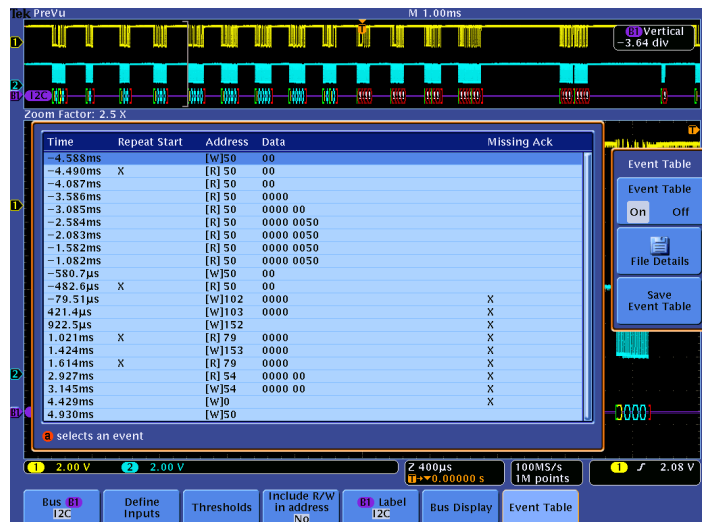 Tek PreVu
M 1.00ms
T
1
B1 Vertical
-3.64 div
2
B1 I2C
Zoom Factor: 2.5 X
T
Time Repeat Start Address Data Missing Ack
-4.588ms [W]50 00
-4.490ms X [R] 50 00
-4.087ms [R] 50 00
-3.586ms [R] 50 0000
-3.085ms [R] 50 0000 00
-2.584ms [R] 50 0000 0050
-2.083ms [R] 50 0000 0050
-1.582ms [R] 50 0000 0050
-1.082ms [R] 50 0000 0050
-580.7µs [W]50 00
-482.6µs X [R] 50 00
-79.51µs [W]102 0000 X
421.4µs [W]103 0000 X
922.5µs [W]152 X
1.021ms X [R] 79 0000 X
1.424ms [W]153 0000 X
1.614ms X [R] 79 0000 X
2.927ms [R] 54 0000 00 X
3.145ms [W]54 0000 00 X
4.429ms [W]0 X
4.930ms [W]50
a selects an event
1
2
B1
Event Table
Event Table
On Off
File Details
Save
Event Table
1 2.00 V 2 2.00 V
Z 400µs
T→▼0.00000 s
100MS/s
1M points
1 ∫ 2.08 V
Bus B1
I2C
Define
Inputs
Thresholds
Include R/W
in address
No
B1 Label
I2C
Bus Display
Event Table